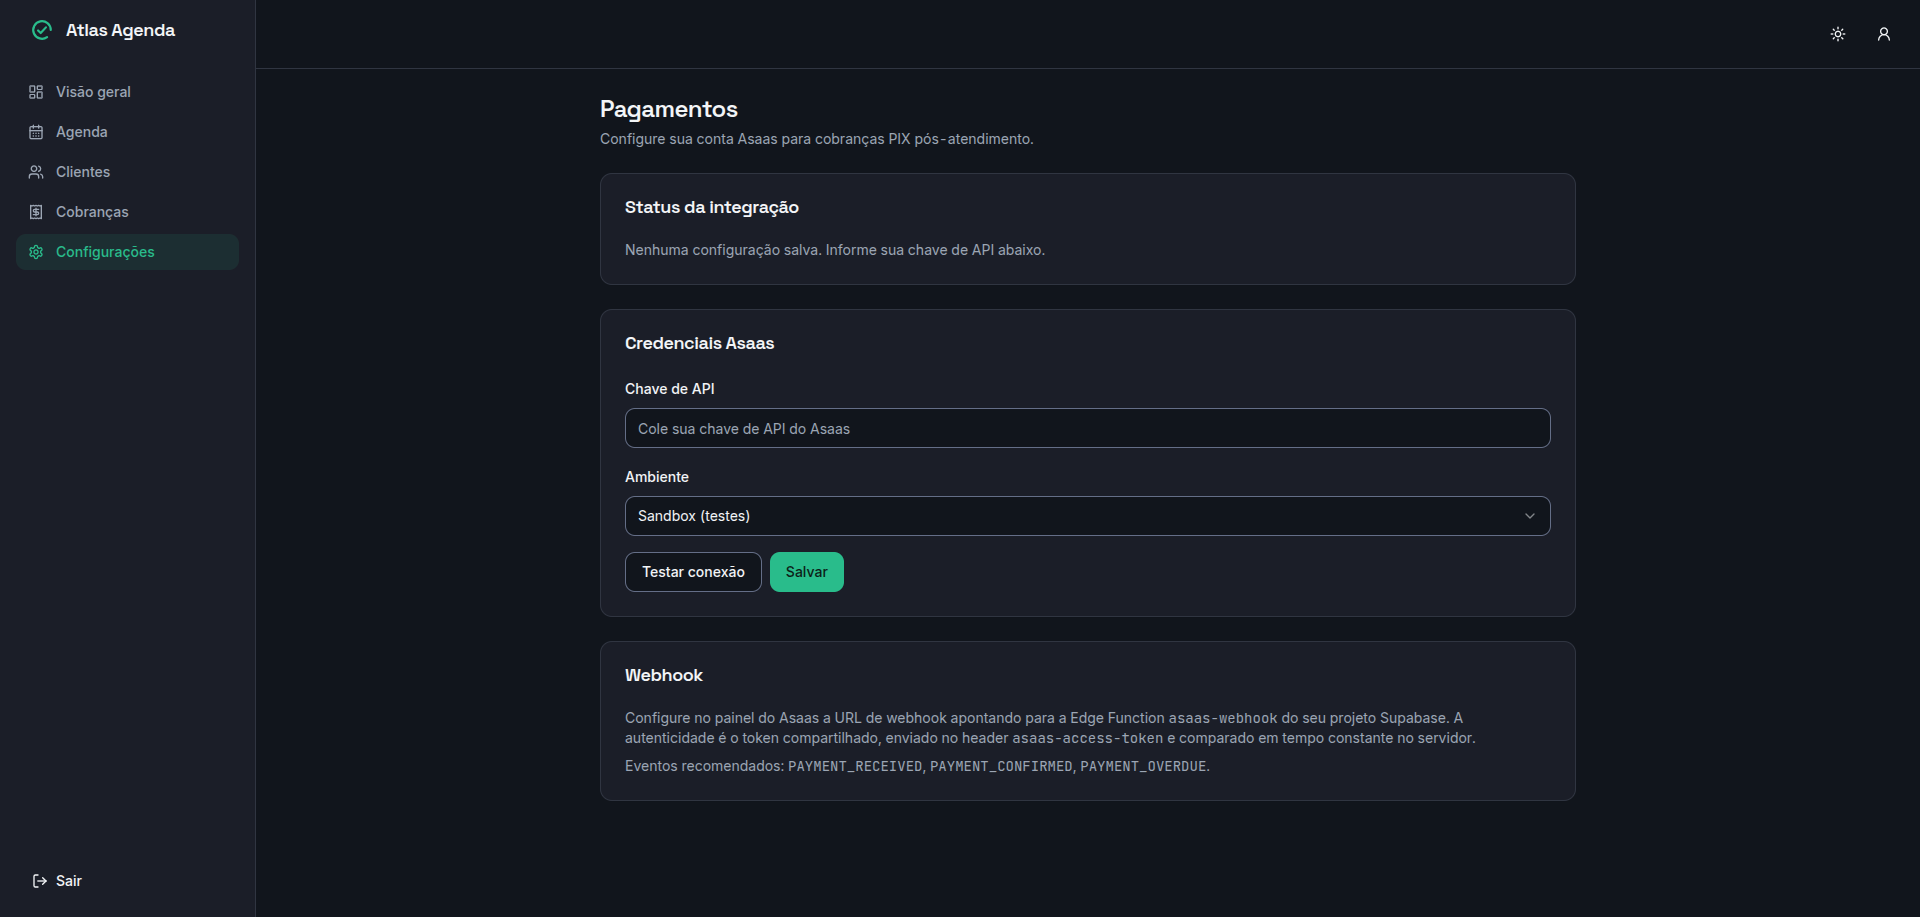 Atlas Agenda
Visão geral
Agenda
Clientes
Cobranças
Configurações
Sair
Pagamentos
Configure sua conta Asaas para cobranças PIX pós-atendimento.
Status da integração
Nenhuma configuração salva. Informe sua chave de API abaixo.
Credenciais Asaas
Chave de API
Cole sua chave de API do Asaas
Ambiente
Sandbox (testes)
Testar conexão
Salvar
Webhook
Configure no painel do Asaas a URL de webhook apontando para a Edge Function asaas-webhook do seu projeto Supabase. A
autenticidade é o token compartilhado, enviado no header asaas-access-token e comparado em tempo constante no servidor.
Eventos recomendados: PAYMENT_RECEIVED, PAYMENT_CONFIRMED, PAYMENT_OVERDUE.